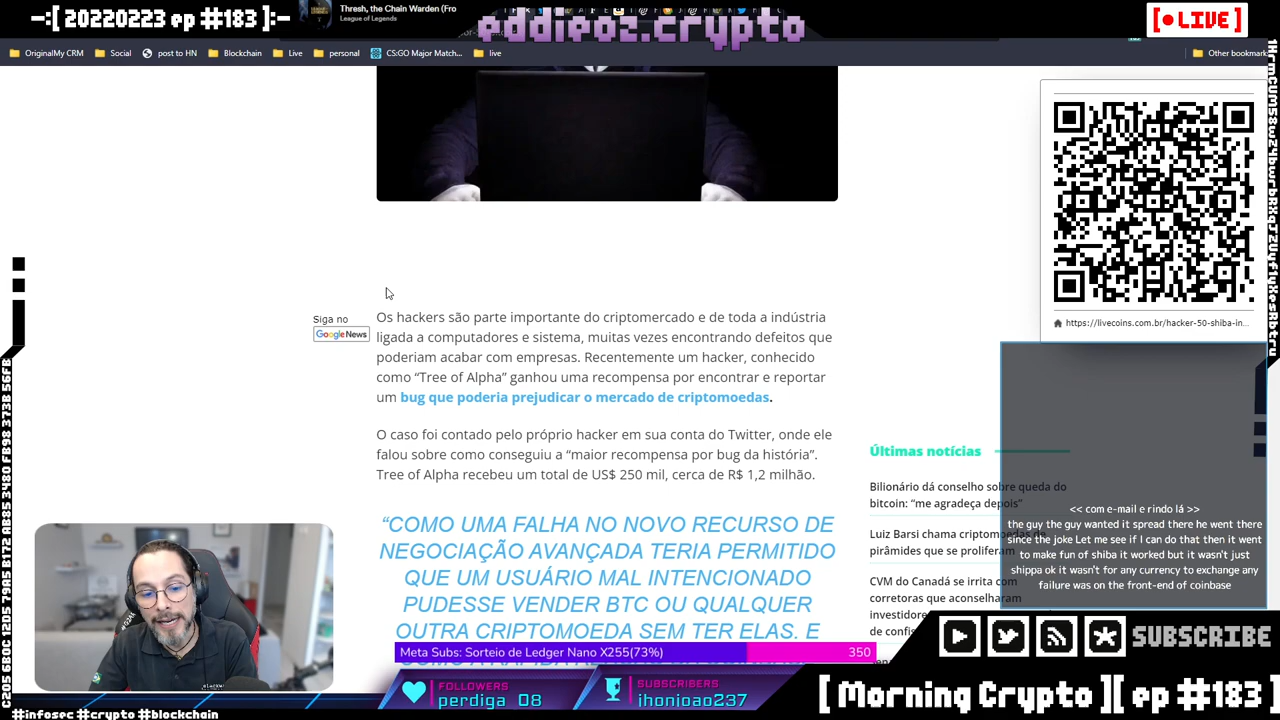 -:[ 20220223 ep #183 ]:-
Thresh, the Chain Warden (Fro
League of Legends
eddieoz.crypto
[● LIVE ]
OriginalMy CRM
Social
post to HN
Blockchain
Live
personal
CS:GO Major Match...
live
Other bookmark
https://livecoins.com.br/hacker-50-shiba-in...
Siga no
Google News
Os hackers são parte importante do criptomercado e de toda a indústria
ligada a computadores e sistema, muitas vezes encontrando defeitos que
poderiam acabar com empresas. Recentemente um hacker, conhecido
como “Tree of Alpha” ganhou uma recompensa por encontrar e reportar
um bug que poderia prejudicar o mercado de criptomoedas.
O caso foi contado pelo próprio hacker em sua conta do Twitter, onde ele
falou sobre como conseguiu a “maior recompensa por bug da história”.
Tree of Alpha recebeu um total de US$ 250 mil, cerca de R$ 1,2 milhão.
“COMO UMA FALHA NO NOVO RECURSO DE
NEGOCIAÇÃO AVANÇADA TERIA PERMITIDO
QUE UM USUÁRIO MAL INTENCIONADO
PUDESSE VENDER BTC OU QUALQUER
OUTRA CRIPTOMOEDA SEM TER ELAS. E
Últimas notícias
Bilionário dá conselho sobre queda do
bitcoin: “me agradeça depois”
Luiz Barsi chama criptomoedas de
pirâmides que se proliferam
CVM do Canadá se irrita com
corretoras que aconselharam
investidore
de confis
<< com e-mail e rindo lá >>
the guy the guy wanted it spread there he went there
since the joke Let me see if I can do that then it went
to make fun of shiba it worked but it wasn't just
shippa ok it wasn't for any currency to exchange any
failure was on the front-end of coinbase
Meta Subs: Sorteio de Ledger Nano X255(73%)
350
FOLLOWERS
perdiga_08
SUBSCRIBERS
jhonjoao237
SUBSCRIBE
[ Morning Crypto ][ ep #183 ]
#infosec #crypto #blockchain